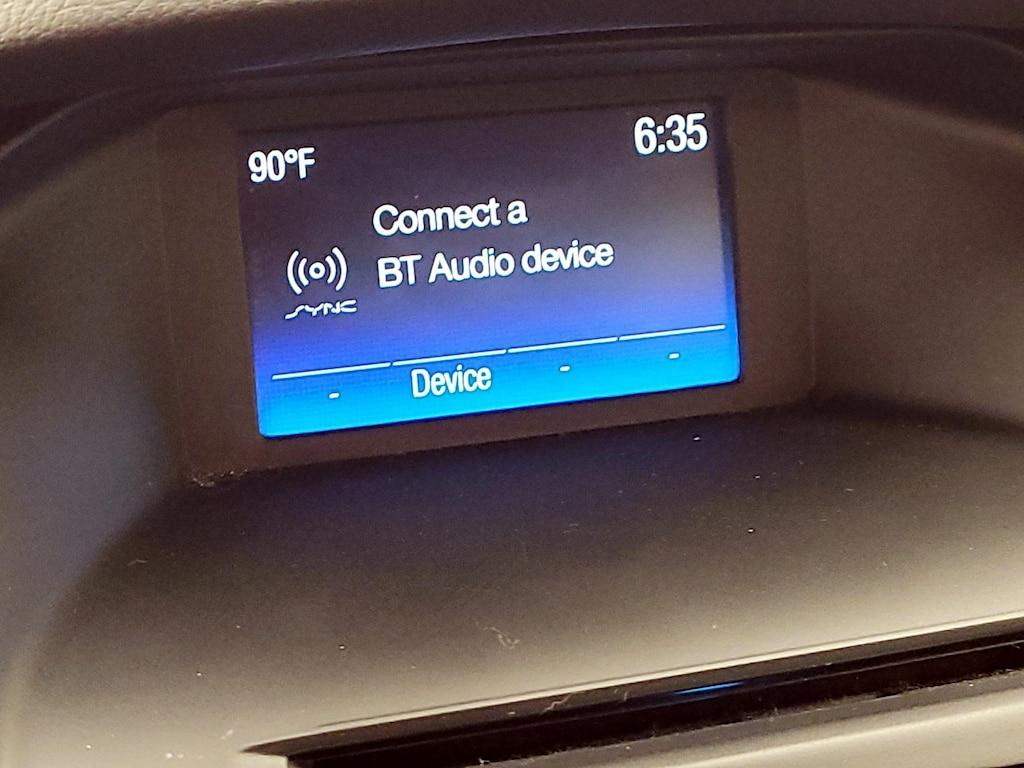 90°F
6:35
Connect a
BT Audio device
SYNC
- Device - -